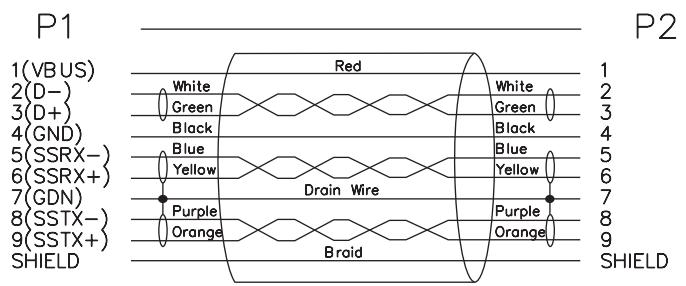 P1 P2
1(VBUS) Red 1
2(D-) White White 2
3(D+) Green Green 3
4(GND) Black Black 4
5(SSRX-) Blue Blue 5
6(SSRX+) Yellow Yellow 6
7(GDN) Drain Wire 7
8(SSTX-) Purple Purple 8
9(SSTX+) Orange Orange 9
SHIELD Braid SHIELD